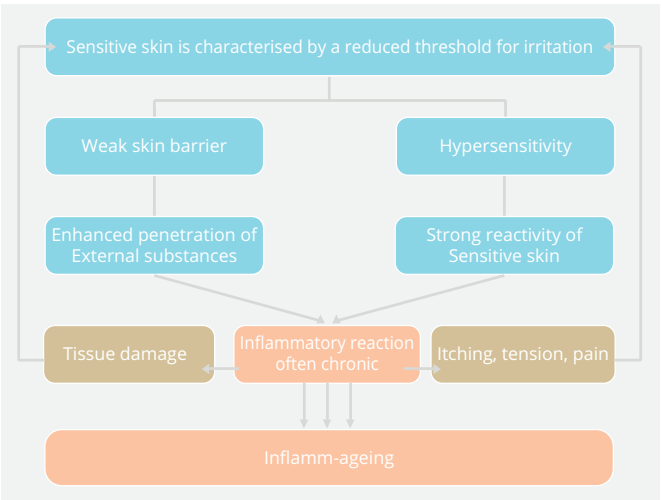 Sensitive skin is characterised by a reduced threshold for irritation
Weak skin barrier
Hypersensitivity
Enhanced penetration of
External substances
Strong reactivity of
Sensitive skin
Tissue damage
Inflammatory reaction
often chronic
Itching, tension, pain
Inflamm-ageing